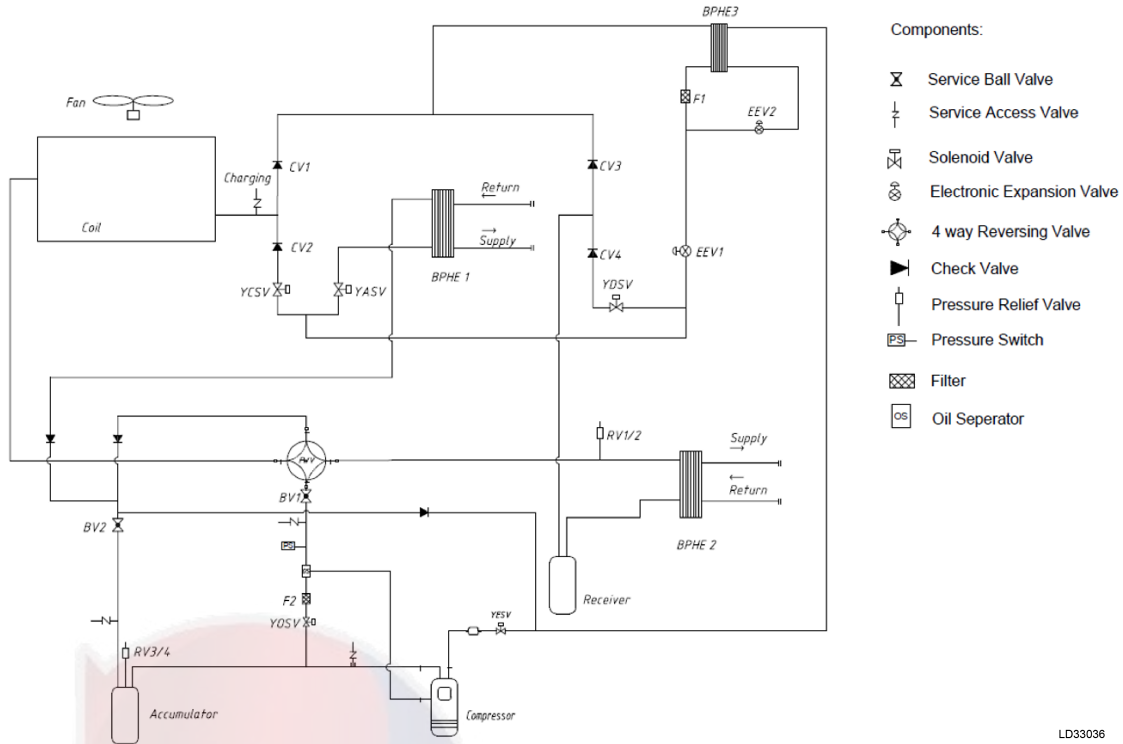 BPHE3
Components:
Fan
F1
EEV2
Service Ball Valve
Service Access Valve
CV1
CV3
Charging
Return
Solenoid Valve
Electronic Expansion Valve
Coil
CV2
Supply
CV4
EEV1
4 way Reversing Valve
BPHE 1
Check Valve
YCSV
YASV
YDSV
Pressure Relief Valve
PS
Pressure Switch
Filter
OS
Oil Seperator
RV1/2
Supply
BV1
Return
BV2
PS
BPHE 2
F2
Receiver
YOSV
YESV
RV3/4
Accumulator
Compressor
LD33036